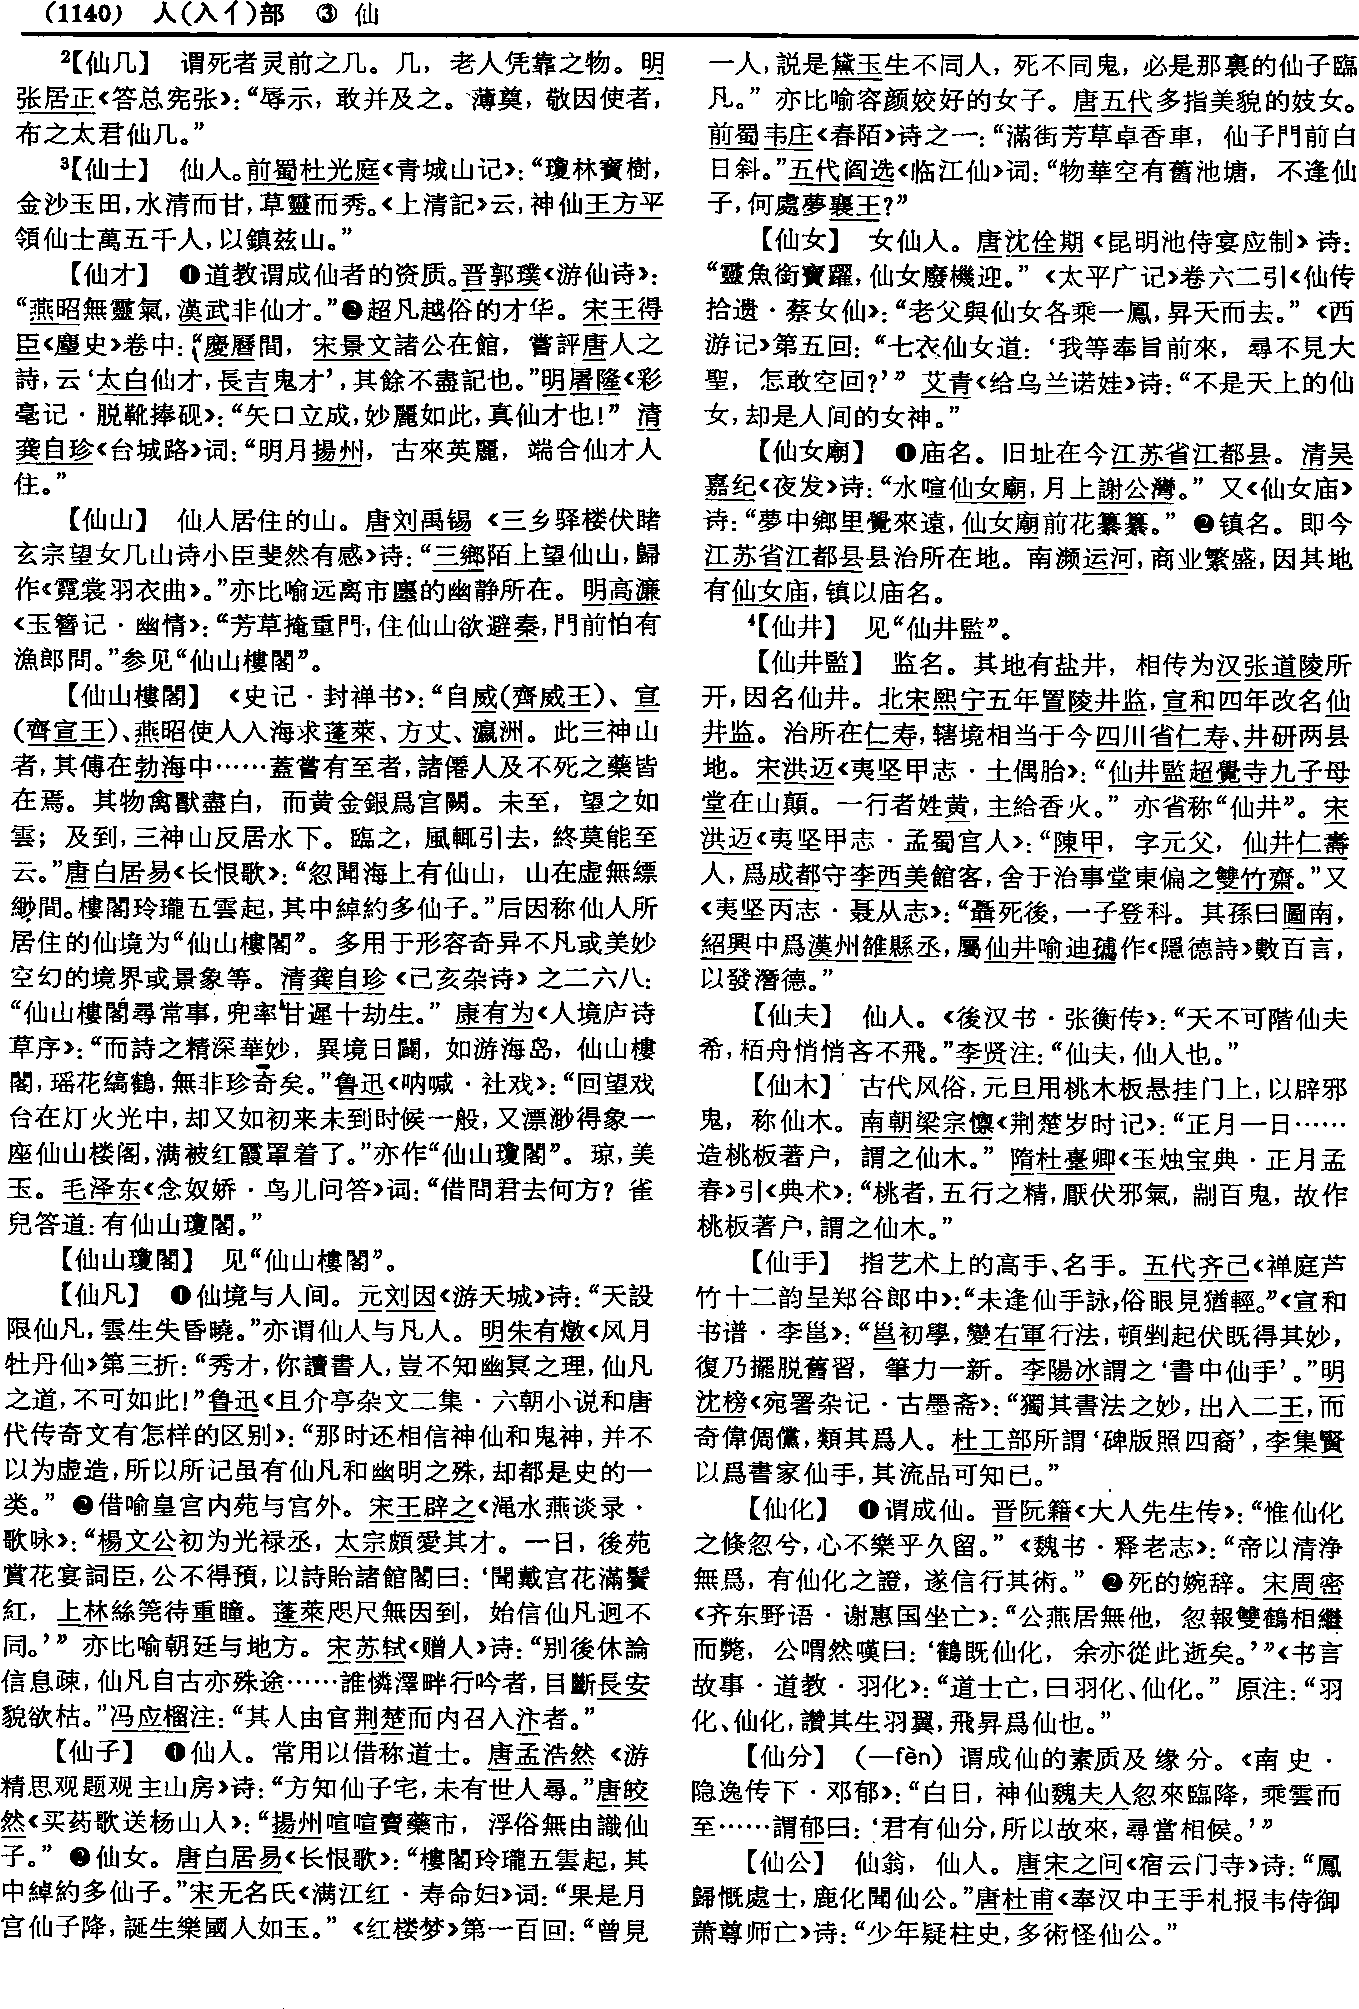 (1140) 人(入亻)部 ③ 仙
²【仙几】 谓死者灵前之几。几，老人凭靠之物。明
张居正《答总宪张》：“辱示，敢并及之。薄奠，敬因使者，
布之太君仙几。”
³【仙士】 仙人。前蜀杜光庭《青城山记》：“瓊林寶樹，
金沙玉田，水清而甘，草靈而秀。《上清記》云，神仙王方平
領仙士萬五千人，以鎮兹山。”
【仙才】 ❶道教谓成仙者的资质。晋郭璞《游仙诗》：
“燕昭無靈氣，漢武非仙才。”❷超凡越俗的才华。宋王得
臣《麈史》卷中：“慶曆間，宋景文諸公在館，嘗評唐人之
詩，云‘太白仙才，長吉鬼才’，其餘不盡記也。”明屠隆《彩
毫记·脱靴捧砚》：“矢口立成，妙麗如此，真仙才也！”清
龚自珍《台城路》词：“明月揚州，古來英麗，端合仙才人
住。”
【仙山】 仙人居住的山。唐刘禹锡《三乡驿楼伏睹
玄宗望女几山诗小臣斐然有感》诗：“三鄉陌上望仙山，歸
作《霓裳羽衣曲》。”亦比喻远离市廛的幽静所在。明高濂
《玉簪记·幽情》：“芳草掩重門，住仙山欲避秦，門前怕有
漁郎問。”参见“仙山樓閣”。
【仙山樓閣】 《史记·封禅书》：“自威(齊威王)、宣
(齊宣王)、燕昭使人入海求蓬萊、方丈、瀛洲。此三神山
者，其傅在勃海中……蓋嘗有至者，諸僊人及不死之藥皆
在焉。其物禽獸盡白，而黄金銀爲宫闕。未至，望之如
雲；及到，三神山反居水下。臨之，風輒引去，終莫能至
云。”唐白居易《长恨歌》：“忽聞海上有仙山，山在虚無縹
緲間。樓閣玲瓏五雲起，其中綽約多仙子。”后因称仙人所
居住的仙境为“仙山樓閣”。多用于形容奇异不凡或美妙
空幻的境界或景象等。清龚自珍《己亥杂诗》之二六八：
“仙山樓閣尋常事，兜率甘遲十劫生。”康有为《人境庐诗
草序》：“而詩之精深華妙，異境日闢，如游海岛，仙山樓
閣，瑶花縞鶴，無非珍奇矣。”鲁迅《呐喊·社戏》：“回望戏
台在灯火光中，却又如初来未到时候一般，又漂渺得象一
座仙山楼阁，满被红霞罩着了。”亦作“仙山瓊閣”。琼，美
玉。毛泽东《念奴娇·鸟儿问答》词：“借問君去何方？雀
兒答道：有仙山瓊閣。”
【仙山瓊閣】 见“仙山樓閣”。
【仙凡】 ❶仙境与人间。元刘因《游天城》诗：“天設
限仙凡，雲生失昏曉。”亦谓仙人与凡人。明朱有燉《风月
牡丹仙》第三折：“秀才，你讀書人，豈不知幽冥之理，仙凡
之道，不可如此！”鲁迅《且介亭杂文二集·六朝小说和唐
代传奇文有怎样的区别》：“那时还相信神仙和鬼神，并不
以为虚造，所以所记虽有仙凡和幽明之殊，却都是史的一
类。”❷借喻皇宫内苑与宫外。宋王辟之《渑水燕谈录·
歌咏》：“楊文公初为光禄丞，太宗頗愛其才。一日，後苑
賞花宴詞臣，公不得預，以詩貽諸館閣曰：‘聞戴宫花滿鬢
紅，上林絲筦待重瞳。蓬萊咫尺無因到，始信仙凡迥不
同。’”亦比喻朝廷与地方。宋苏轼《赠人》诗：“别後休論
信息疎，仙凡自古亦殊途……誰憐澤畔行吟者，目斷長安
貌欲枯。”冯应榴注：“其人由官荆楚而内召入汴者。”
【仙子】 ❶仙人。常用以借称道士。唐孟浩然《游
精思观题观主山房》诗：“方知仙子宅，未有世人尋。”唐皎
然《买药歌送杨山人》：“揚州喧喧賣藥市，浮俗無由識仙
子。”❷仙女。唐白居易《长恨歌》：“樓閣玲瓏五雲起，其
中綽約多仙子。”宋无名氏《满江红·寿命妇》词：“果是月
宫仙子降，誕生樂國人如玉。”《红楼梦》第一百回：“曾見
一人，説是黛玉生不同人，死不同鬼，必是那裏的仙子臨
凡。”亦比喻容颜姣好的女子。唐五代多指美貌的妓女。
前蜀韦庄《春陌》诗之一：“滿街芳草卓香車，仙子門前白
日斜。”五代阎选《临江仙》词：“物華空有舊池塘，不逢仙
子，何處夢襄王？”
【仙女】 女仙人。唐沈佺期《昆明池侍宴应制》诗：
“靈魚銜寶躍，仙女廢機迎。”《太平广记》卷六二引《仙传
拾遗·蔡女仙》：“老父與仙女各乘一鳳，昇天而去。”《西
游记》第五回：“七衣仙女道：‘我等奉旨前來，尋不見大
聖，怎敢空回？’”艾青《给乌兰诺娃》诗：“不是天上的仙
女，却是人间的女神。”
【仙女廟】 ❶庙名。旧址在今江苏省江都县。清吴
嘉纪《夜发》诗：“水喧仙女廟，月上謝公灣。”又《仙女庙》
诗：“夢中鄉里覺來遠，仙女廟前花纂纂。”❷镇名。即今
江苏省江都县县治所在地。南濒运河，商业繁盛，因其地
有仙女庙，镇以庙名。
⁴【仙井】 见“仙井監”。
【仙井監】 监名。其地有盐井，相传为汉张道陵所
开，因名仙井。北宋熙宁五年置陵井监，宣和四年改名仙
井监。治所在仁寿，辖境相当于今四川省仁寿、井研两县
地。宋洪迈《夷坚甲志·土偶胎》：“仙井監超覺寺九子母
堂在山顛。一行者姓黄，主給香火。”亦省称“仙井”。宋
洪迈《夷坚甲志·孟蜀宫人》：“陳甲，字元父，仙井仁壽
人，爲成都守李西美館客，舍于治事堂東偏之雙竹齋。”又
《夷坚丙志·聂从志》：“聶死後，一子登科。其孫曰圖南，
紹興中爲漢州雒縣丞，屬仙井喻迪孺作《隱德詩》數百言，
以發潛德。”
【仙夫】 仙人。《後汉书·张衡传》：“天不可階仙夫
希，栢舟悄悄吝不飛。”李贤注：“仙夫，仙人也。”
【仙木】 古代风俗，元旦用桃木板悬挂门上，以辟邪
鬼，称仙木。南朝梁宗懔《荆楚岁时记》：“正月一日……
造桃板著户，謂之仙木。”隋杜臺卿《玉烛宝典·正月孟
春》引《典术》：“桃者，五行之精，厭伏邪氣，制百鬼，故作
桃板著户，謂之仙木。”
【仙手】 指艺术上的高手、名手。五代齐己《禅庭芦
竹十二韵呈郑谷郎中》：“未逢仙手詠，俗眼見猶輕。”《宣和
书谱·李邕》：“邕初學，變右軍行法，頓剉起伏既得其妙，
復乃擺脱舊習，筆力一新。李陽冰謂之‘書中仙手’。”明
沈榜《宛署杂记·古墨斋》：“獨其書法之妙，出入二王，而
奇偉倜儻，類其爲人。杜工部所謂‘碑版照四裔’，李集賢
以爲書家仙手，其流品可知已。”
【仙化】 ❶谓成仙。晋阮籍《大人先生传》：“惟仙化
之倏忽兮，心不樂乎久留。”《魏书·释老志》：“帝以清净
無爲，有仙化之證，遂信行其術。”❷死的婉辞。宋周密
《齐东野语·谢惠国坐亡》：“公燕居無他，忽報雙鶴相繼
而斃，公喟然嘆曰：‘鶴既仙化，余亦從此逝矣。’”《书言
故事·道教·羽化》：“道士亡，曰羽化、仙化。”原注：“羽
化、仙化，讚其生羽翼，飛昇爲仙也。”
【仙分】 (—fèn) 谓成仙的素质及缘分。《南史·
隐逸传下·邓郁》：“白日，神仙魏夫人忽來臨降，乘雲而
至……謂郁曰：‘君有仙分，所以故來，尋當相候。’”
【仙公】 仙翁，仙人。唐宋之问《宿云门寺》诗：“鳳
歸慨處士，鹿化聞仙公。”唐杜甫《奉汉中王手札报韦侍御
萧尊师亡》诗：“少年疑柱史，多術怪仙公。”